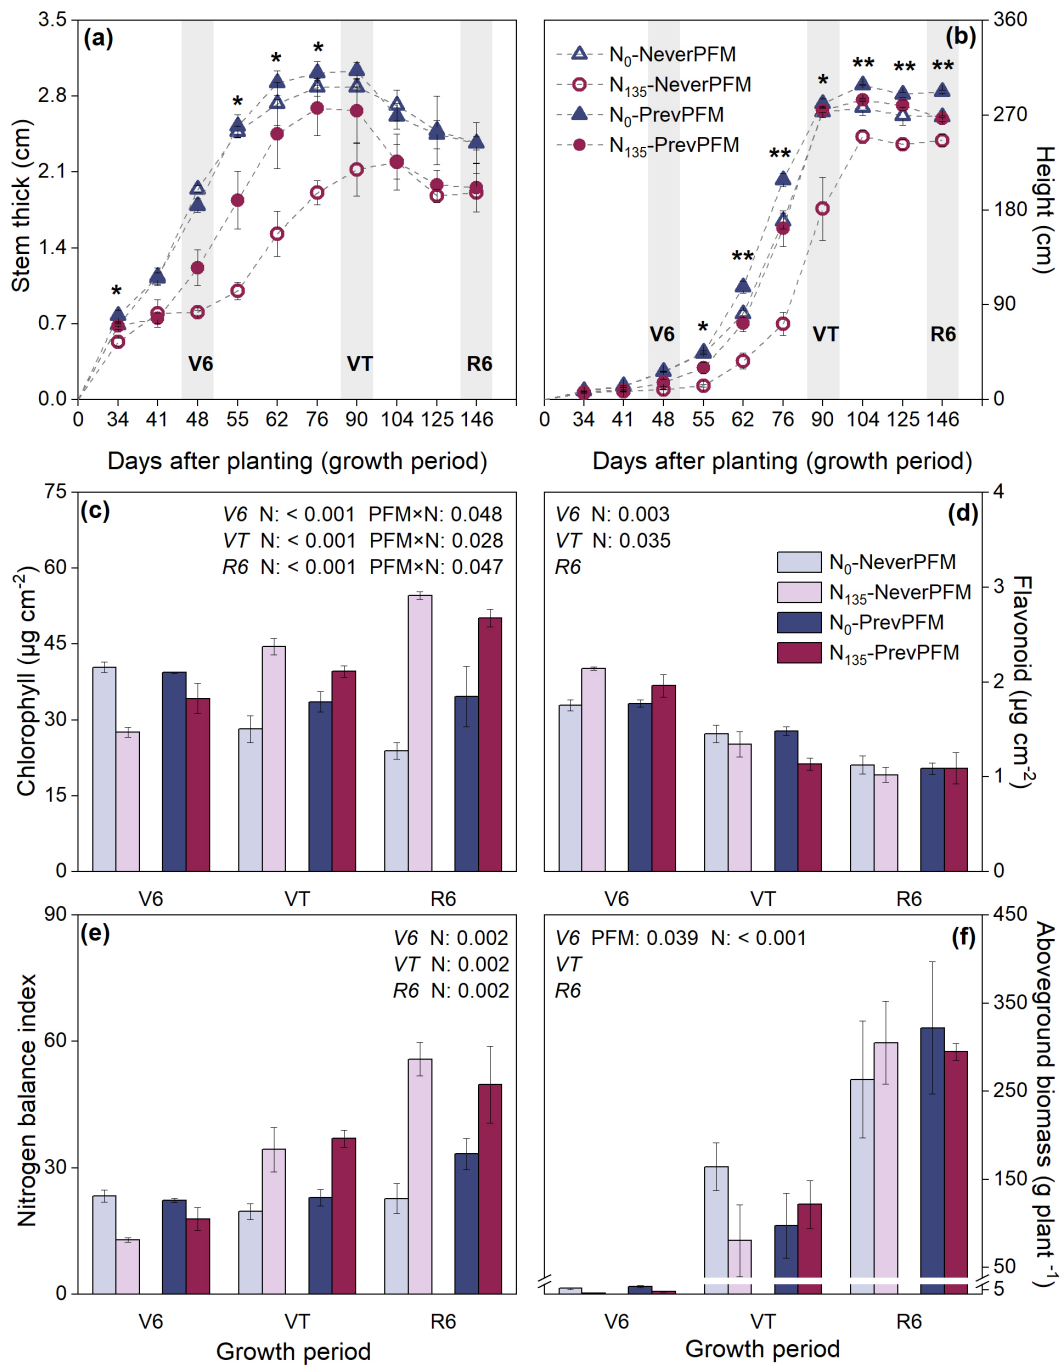 (a)
3.5
2.8
2.1
1.4
0.7
0.0
Stem thick (cm)
* * * *
V6 VT R6
0 34 41 48 55 62 76 90 104 125 146
Days after planting (growth period)
(b)
N0-NeverPFM
N135-NeverPFM
N0-PrevPFM
N135-PrevPFM
360
270
180
90
0
Height (cm)
* ** ** * ** ** **
V6 VT R6
0 34 41 48 55 62 76 90 104 125 146
Days after planting (growth period)
(c)
V6 N: < 0.001 PFM×N: 0.048
VT N: < 0.001 PFM×N: 0.028
R6 N: < 0.001 PFM×N: 0.047
75
60
45
30
15
0
Chlorophyll (µg cm-2)
V6 VT R6
(d)
V6 N: 0.003
VT N: 0.035
R6
N0-NeverPFM
N135-NeverPFM
N0-PrevPFM
N135-PrevPFM
4
3
2
1
0
Flavonoid (µg cm-2)
V6 VT R6
(e)
V6 N: 0.002
VT N: 0.002
R6 N: 0.002
90
60
30
0
Nitrogen balance index
V6 VT R6
Growth period
(f)
V6 PFM: 0.039 N: < 0.001
VT
R6
450
350
250
150
50
5
Aboveground biomass (g plant -1)
V6 VT R6
Growth period